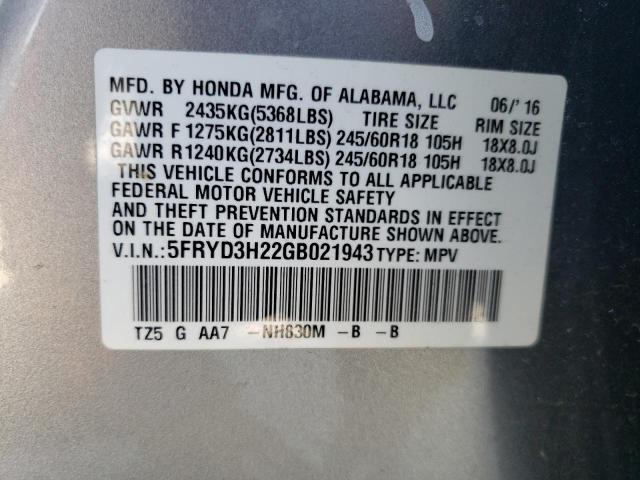 MFD. BY HONDA MFG. OF ALABAMA, LLC 06/'16
GVWR 2435KG(5368LBS) TIRE SIZE RIM SIZE
GAWR F 1275KG(2811LBS) 245/60R18 105H 18X8.0J
GAWR R1240KG(2734LBS) 245/60R18 105H 18X8.0J
THIS VEHICLE CONFORMS TO ALL APPLICABLE
FEDERAL MOTOR VEHICLE SAFETY
AND THEFT PREVENTION STANDARDS IN EFFECT
ON THE DATE OF MANUFACTURE SHOWN ABOVE.
V.I.N.:5FRYD3H22GB021943 TYPE: MPV
TZ5 G AA7 -NH830M -B -B